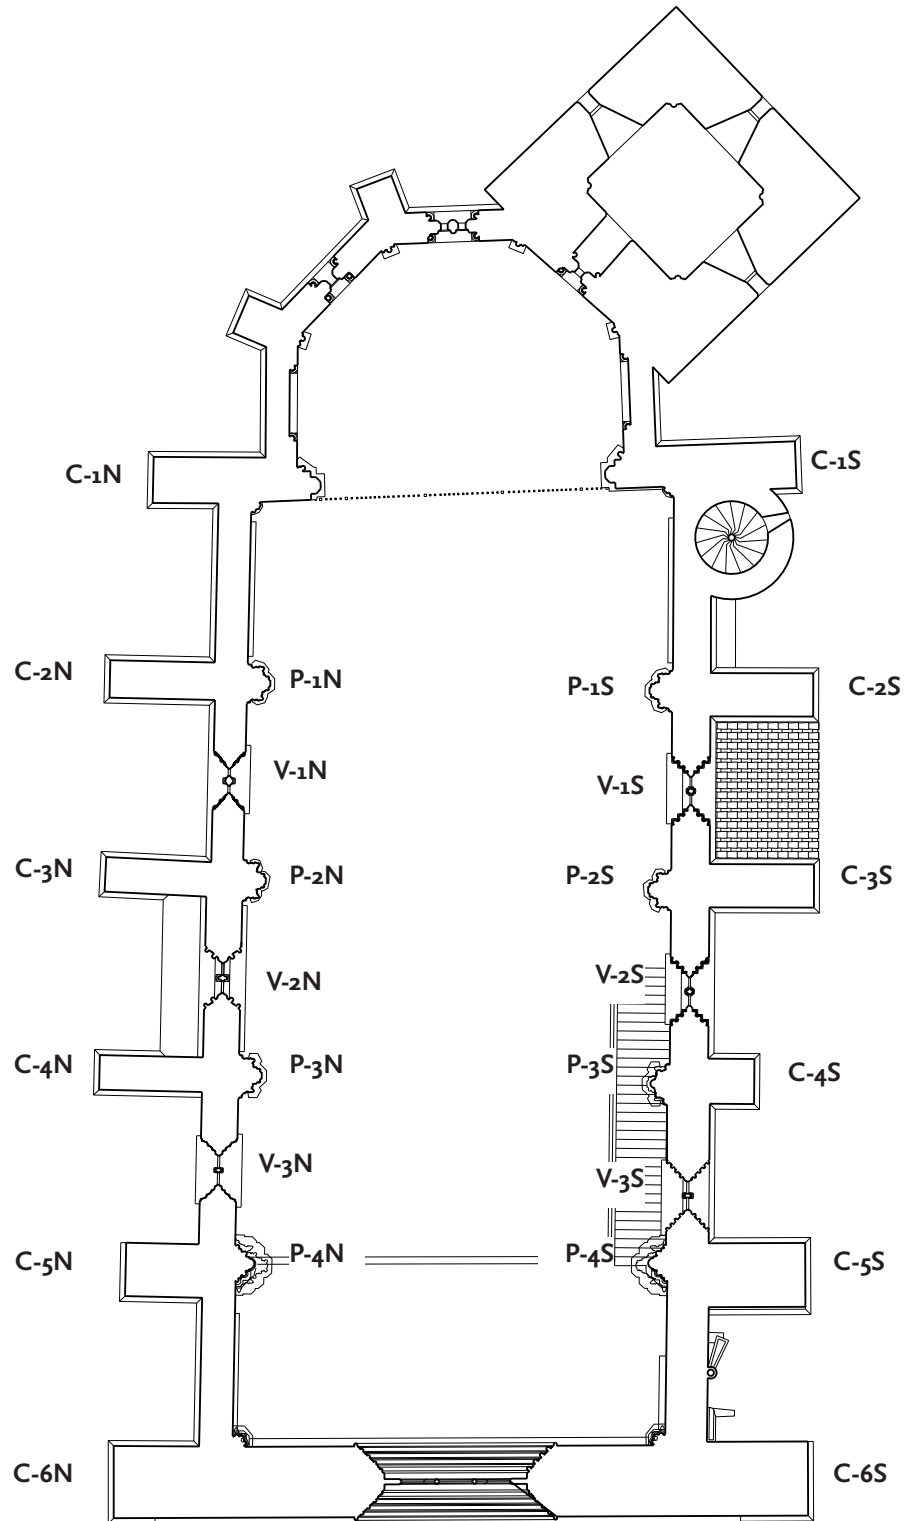 C-1N
C-1S
C-2N
P-1N
P-1S
C-2S
V-1N
V-1S
C-3N
P-2N
P-2S
C-3S
V-2N
V-2S
C-4N
P-3N
P-3S
C-4S
V-3N
V-3S
C-5N
P-4N
P-4S
C-5S
C-6N
C-6S